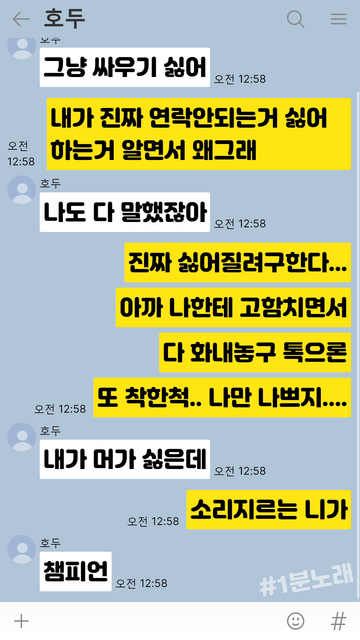 호두
호두
그냥 싸우기 싫어
오전 12:58
내가 진짜 연락안되는거 싫어
하는거 알면서 왜그래
오전
12:58
호두
나도 다 말했잖아
오전 12:58
진짜 싫어질려구한다...
아까 나한테 고함치면서
다 화내농구 톡으론
또 착한척.. 나만 나쁘지....
오전 12:58
호두
내가 머가 싫은데
오전 12:58
소리지르는 니가
오전 12:58
호두
챔피언
오전 12:58
#1분노래